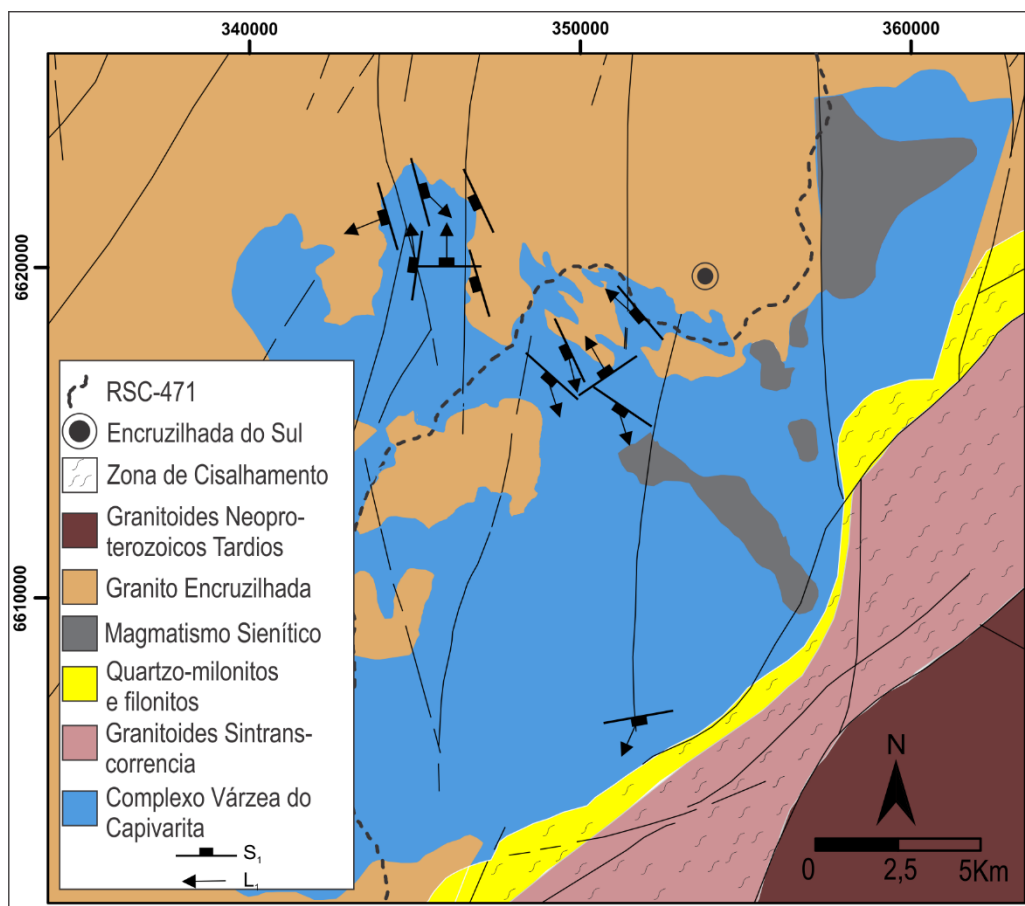 340000
350000
360000
6620000
6610000
RSC-471
Encruzilhada do Sul
Zona de Cisalhamento
Granitoides Neopro-
terozoicos Tardios
Granito Encruzilhada
Magmatismo Sienítico
Quartzo-milonitos
e filonitos
Granitoides Sintrans-
correncia
Complexo Várzea do
Capivarita
S1
L1
N
0 2,5 5Km